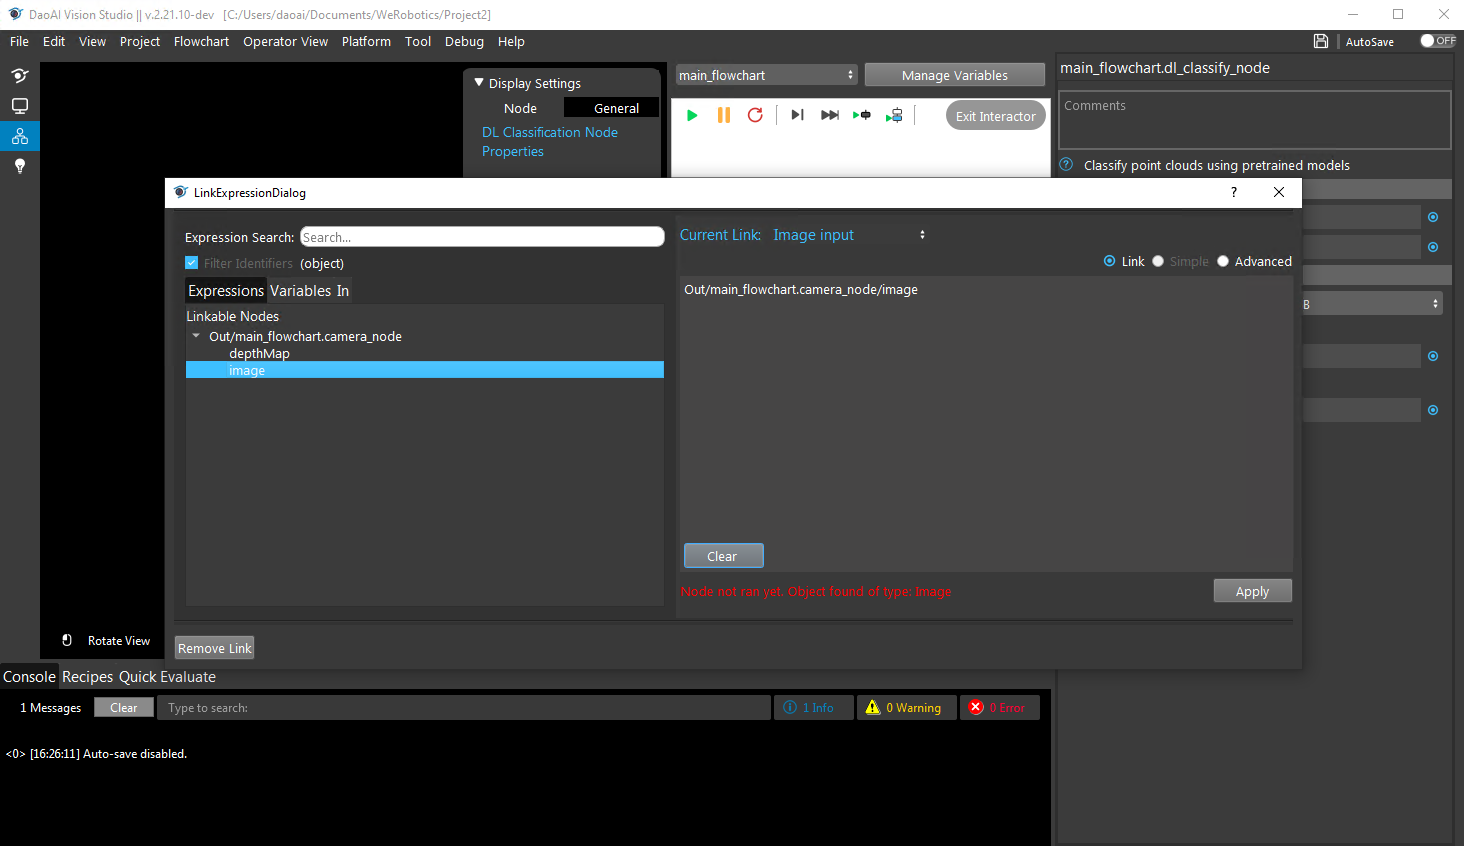 DaoAI Vision Studio || v.2.21.10-dev [C:/Users/daoai/Documents/WeRobotics/Project2]
File Edit View Project Flowchart Operator View Platform Tool Debug Help
AutoSave OFF
Display Settings
Node General
DL Classification Node
Properties
main_flowchart
Manage Variables
Exit Interactor
main_flowchart.dl_classify_node
Comments
? Classify point clouds using pretrained models
B
LinkExpressionDialog
?
Expression Search: Search...
Filter Identifiers (object)
Expressions Variables In
Linkable Nodes
Out/main_flowchart.camera_node
depthMap
image
Current Link: Image input
Link Simple Advanced
Out/main_flowchart.camera_node/image
Clear
Node not ran yet. Object found of type: Image
Apply
Remove Link
Rotate View
Console Recipes Quick Evaluate
1 Messages Clear Type to search: 1 Info 0 Warning 0 Error
<0> [16:26:11] Auto-save disabled.